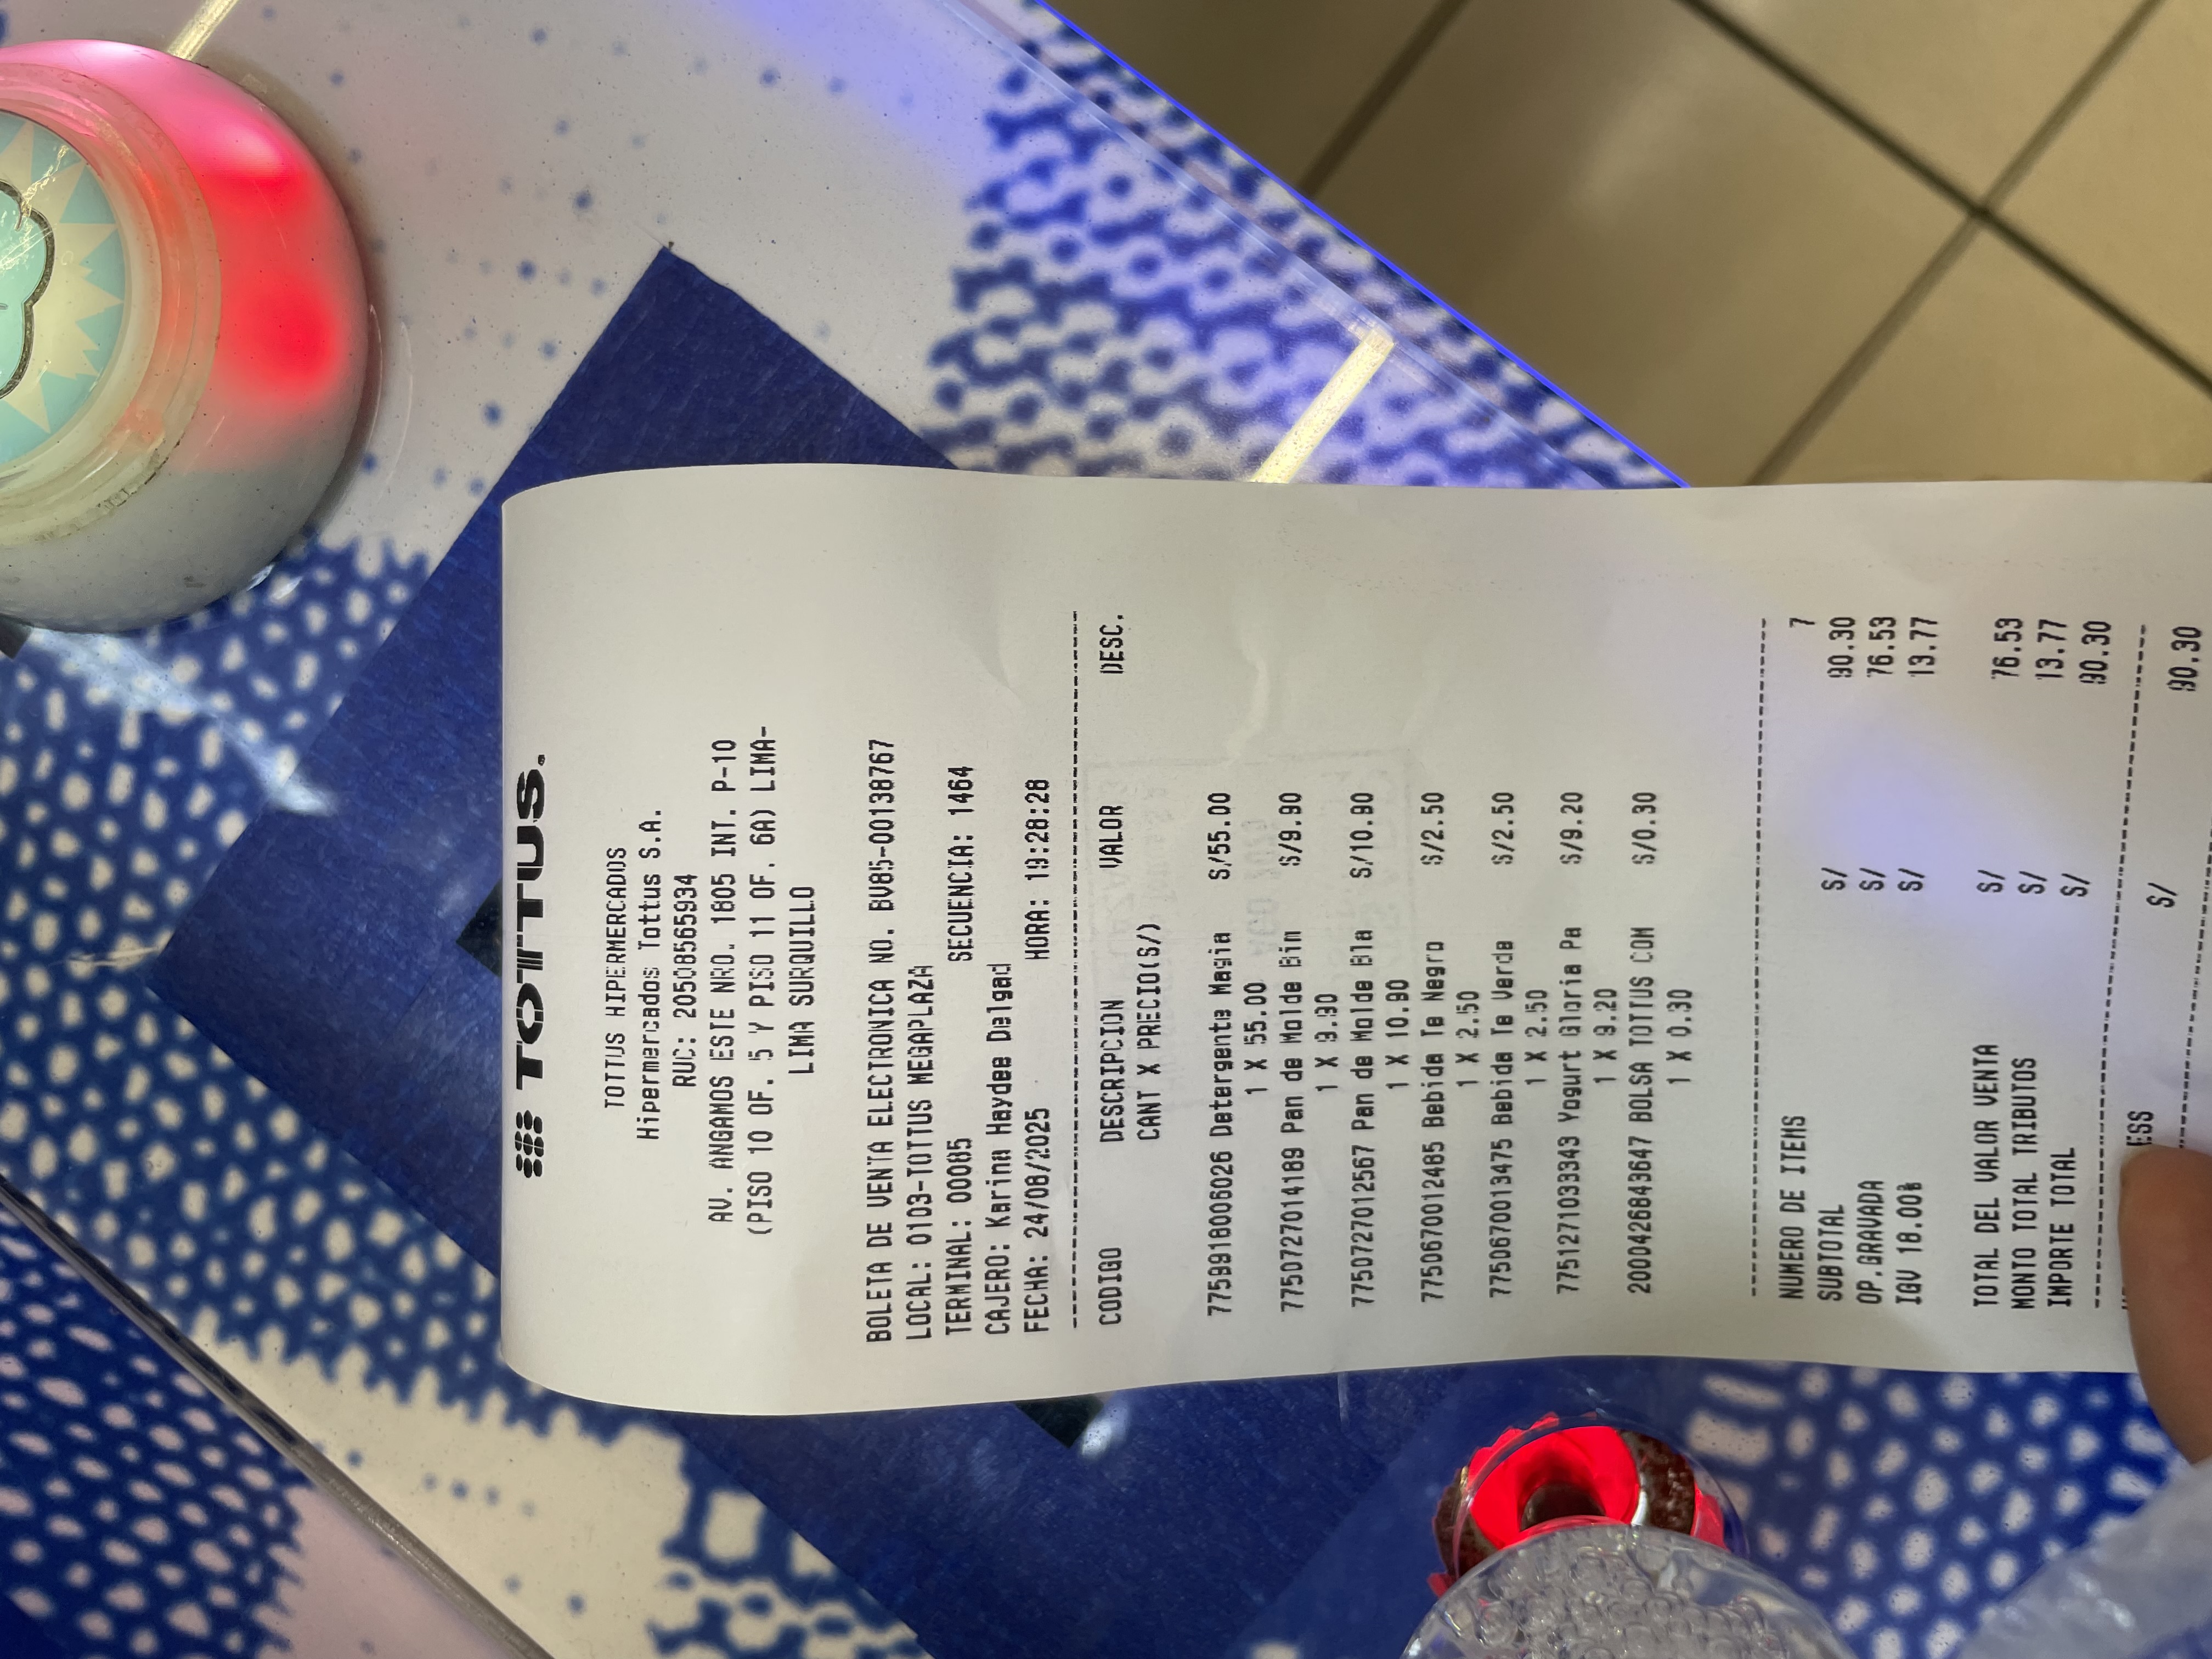 TOTTUS.
TOTTUS HIPERMERCADOS
Hipermercados Tottus S.A.
RUC: 20508565934
AV. ANGAMOS ESTE NRO. 1805 INT. P-10
(PISO 10 OF. 5 Y PISO 11 OF. 6A) LIMA-
LIMA SURQUILLO
BOLETA DE VENTA ELECTRONICA NO. BV85-00138767
LOCAL: 0103-TOTTUS MEGAPLAZA
TERMINAL: 00085 SECUENCIA: 1464
CAJERO: Karina Haydee Delgad
FECHA: 24/08/2025 HORA: 19:28:28
CODIGO DESCRIPCION VALOR DESC.
CANT X PRECIO(S/)
7759918006026 Detergente Magia S/55.00
1 X 55.00
7750727014189 Pan de Molde Bim S/9.90
1 X 9.90
7750727012567 Pan de Molde Bla S/10.90
1 X 10.90
7750670012485 Bebida Te Negro S/2.50
1 X 2.50
7750670013475 Bebida Te Verde S/2.50
1 X 2.50
7751271033343 Yogurt Gloria Pa S/9.20
1 X 9.20
2000426843647 BOLSA TOTTUS COM S/0.30
1 X 0.30
NUMERO DE ITEMS 7
SUBTOTAL S/ 90.30
OP.GRAVADA S/ 76.53
IGV 18.00% S/ 13.77
TOTAL DEL VALOR VENTA S/ 76.53
MONTO TOTAL TRIBUTOS S/ 13.77
IMPORTE TOTAL S/ 90.30
S/ 90.30